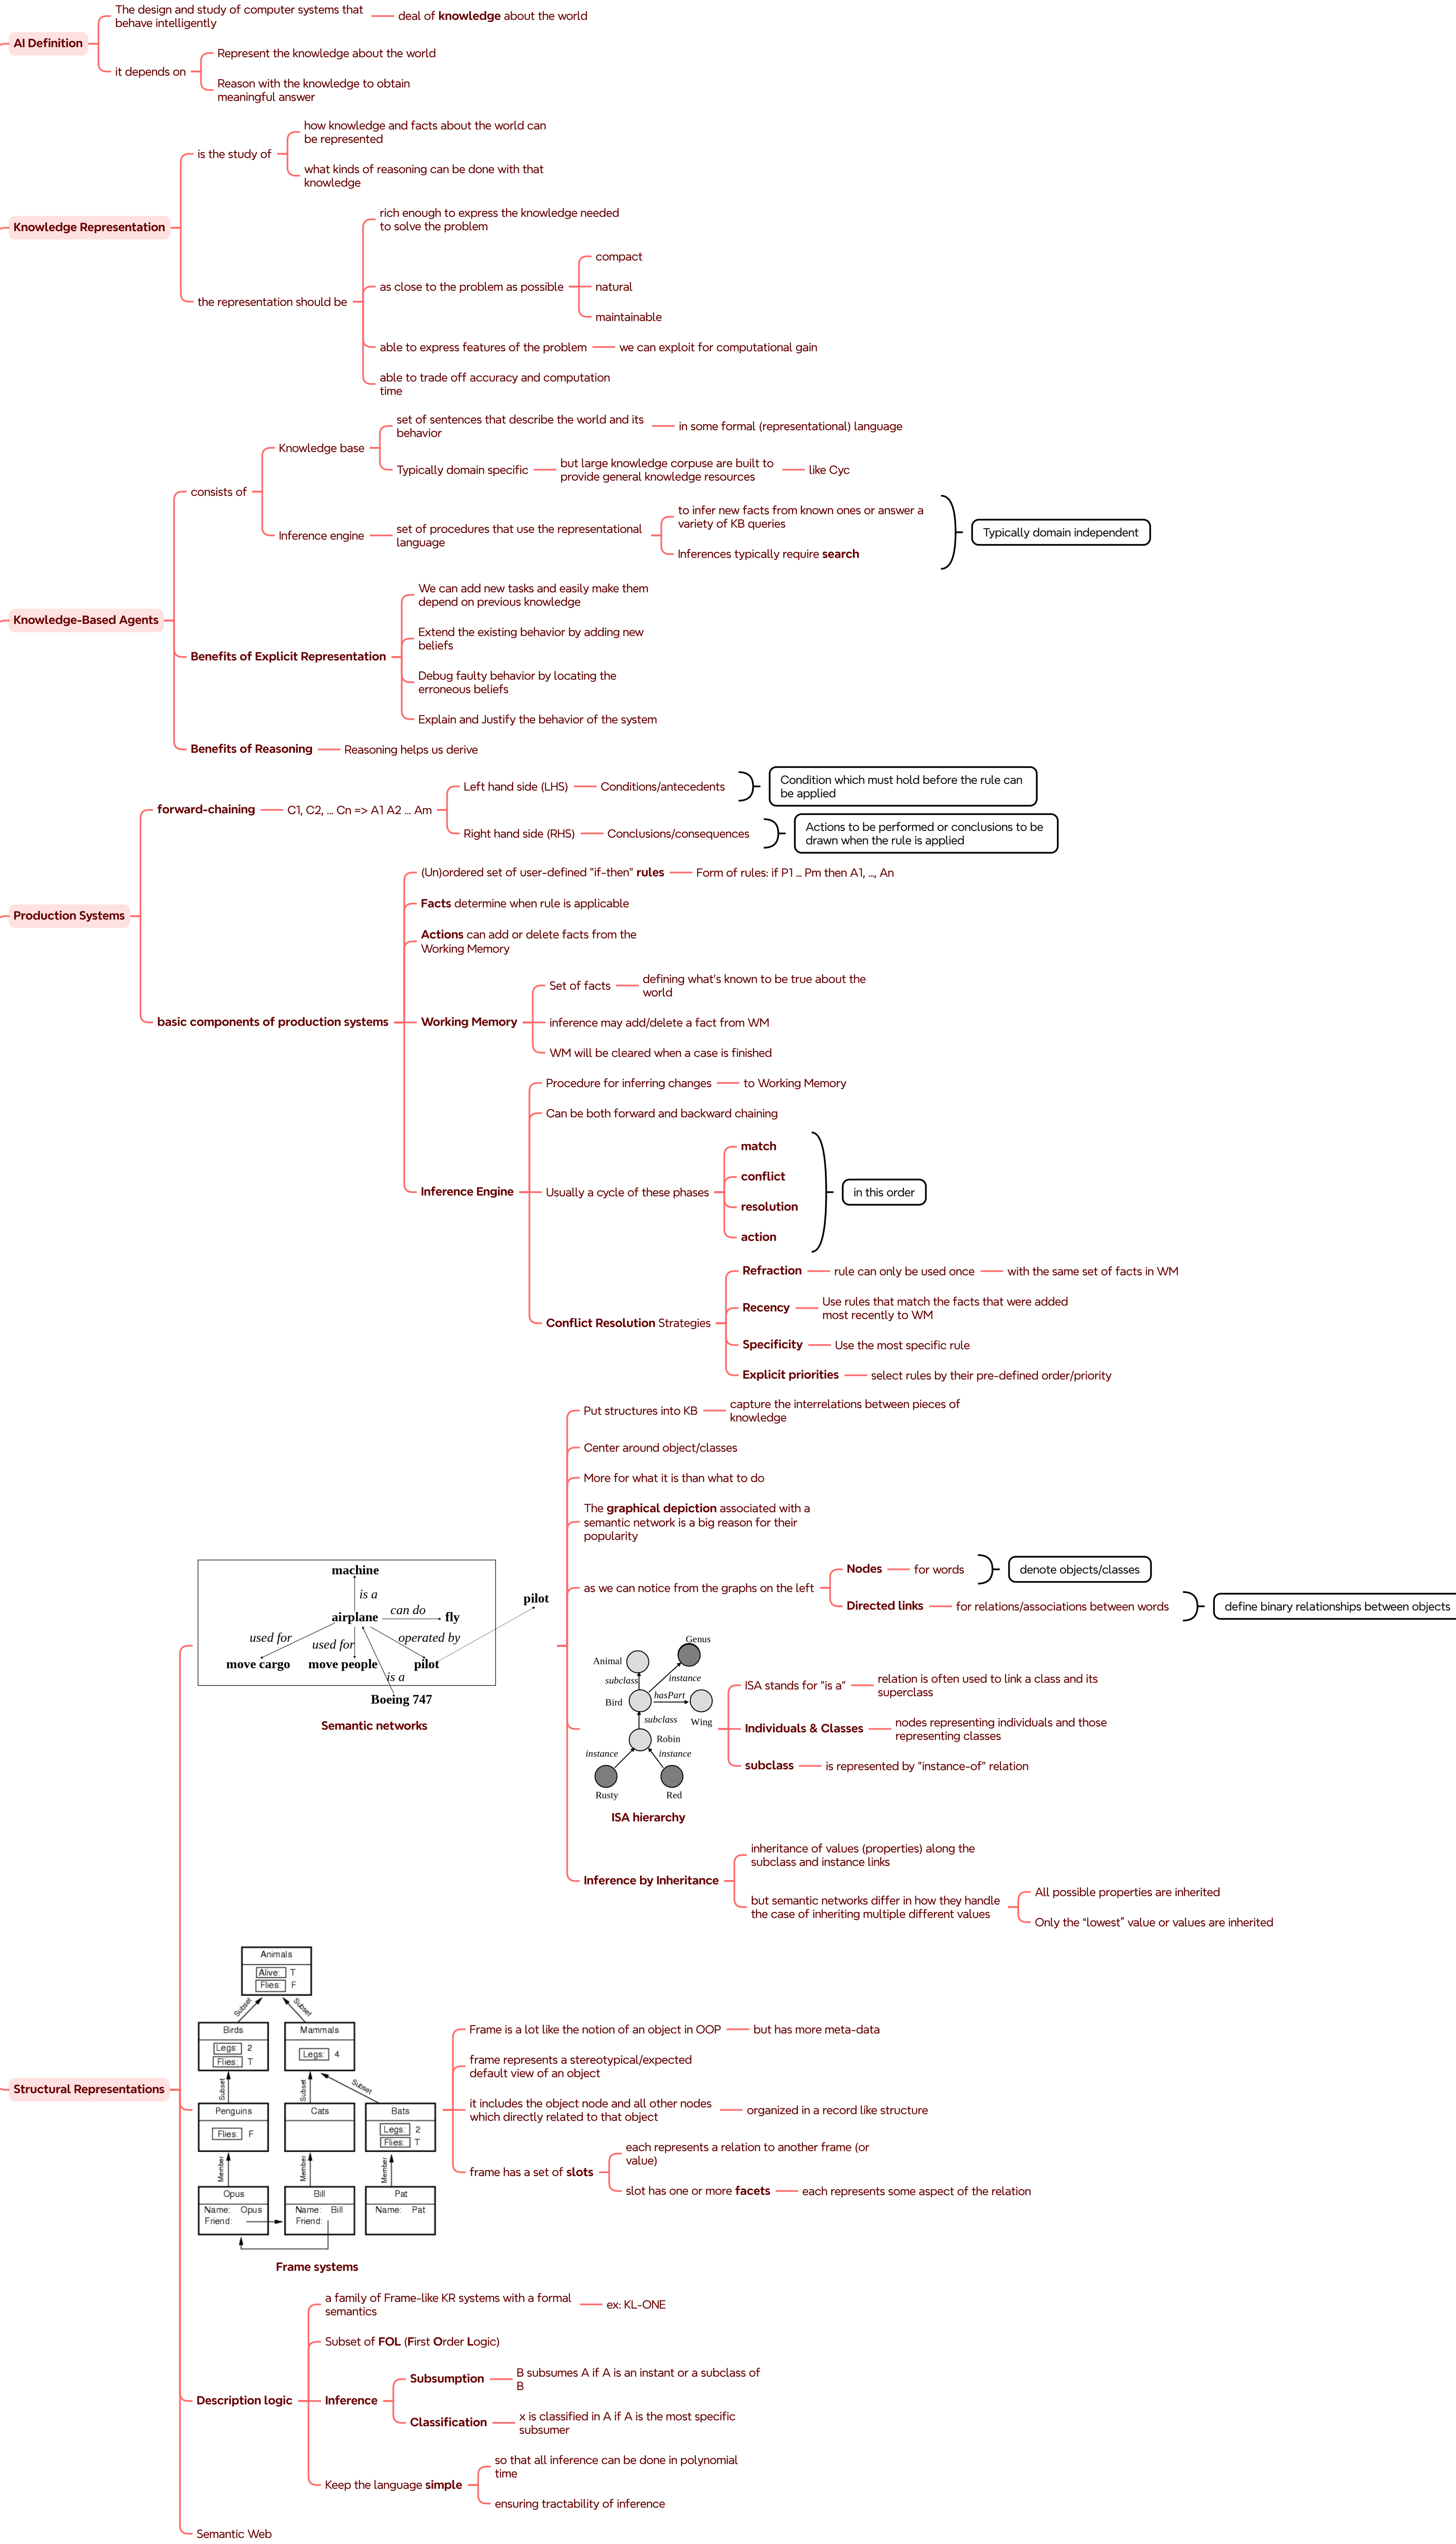 AI Definition
The design and study of computer systems that
behave intelligently
deal of knowledge about the world
it depends on
Represent the knowledge about the world
Reason with the knowledge to obtain
meaningful answer
Knowledge Representation
is the study of
how knowledge and facts about the world can
be represented
what kinds of reasoning can be done with that
knowledge
the representation should be
rich enough to express the knowledge needed
to solve the problem
as close to the problem as possible
compact
natural
maintainable
able to express features of the problem
we can exploit for computational gain
able to trade off accuracy and computation
time
Knowledge-Based Agents
consists of
Knowledge base
set of sentences that describe the world and its
behavior
in some formal (representational) language
Typically domain specific
but large knowledge corpuse are built to
provide general knowledge resources
like Cyc
Inference engine
set of procedures that use the representational
language
to infer new facts from known ones or answer a
variety of KB queries
Inferences typically require search
Typically domain independent
Benefits of Explicit Representation
We can add new tasks and easily make them
depend on previous knowledge
Extend the existing behavior by adding new
beliefs
Debug faulty behavior by locating the
erroneous beliefs
Explain and Justify the behavior of the system
Benefits of Reasoning
Reasoning helps us derive
Production Systems
forward-chaining
C1, C2, ... Cn => A1 A2 ... Am
Left hand side (LHS)
Conditions/antecedents
Condition which must hold before the rule can
be applied
Right hand side (RHS)
Conclusions/consequences
Actions to be performed or conclusions to be
drawn when the rule is applied
basic components of production systems
(Un)ordered set of user-defined "if-then" rules
Form of rules: if P1 ... Pm then A1, ..., An
Facts determine when rule is applicable
Actions can add or delete facts from the
Working Memory
Working Memory
Set of facts
defining what's known to be true about the
world
inference may add/delete a fact from WM
WM will be cleared when a case is finished
Inference Engine
Procedure for inferring changes
to Working Memory
Can be both forward and backward chaining
Usually a cycle of these phases
match
conflict
resolution
action
in this order
Conflict Resolution Strategies
Refraction
rule can only be used once
with the same set of facts in WM
Recency
Use rules that match the facts that were added
most recently to WM
Specificity
Use the most specific rule
Explicit priorities
select rules by their pre-defined order/priority
Structural Representations
machine
is a
airplane
can do
fly
used for
used for
operated by
move cargo
move people
pilot
pilot
is a
Boeing 747
Semantic networks
Put structures into KB
capture the interrelations between pieces of
knowledge
Center around object/classes
More for what it is than what to do
The graphical depiction associated with a
semantic network is a big reason for their
popularity
as we can notice from the graphs on the left
Nodes
for words
denote objects/classes
Directed links
for relations/associations between words
define binary relationships between objects
Genus
Animal
subclass
instance
Bird
hasPart
Wing
subclass
Robin
instance
instance
Rusty
Red
ISA hierarchy
ISA stands for "is a"
relation is often used to link a class and its
superclass
Individuals & Classes
nodes representing individuals and those
representing classes
subclass
is represented by "instance-of" relation
Inference by Inheritance
inheritance of values (properties) along the
subclass and instance links
but semantic networks differ in how they handle
the case of inheriting multiple different values
All possible properties are inherited
Only the "lowest" value or values are inherited
Animals
Alive: T
Flies: F
Subset
Subset
Birds
Legs: 2
Flies: T
Mammals
Legs: 4
Subset
Subset
Subset
Penguins
Flies: F
Cats
Bats
Legs: 2
Flies: T
Member
Member
Member
Opus
Name: Opus
Friend:
Bill
Name: Bill
Friend:
Pat
Name: Pat
Frame systems
Frame is a lot like the notion of an object in OOP
but has more meta-data
frame represents a stereotypical/expected
default view of an object
it includes the object node and all other nodes
which directly related to that object
organized in a record like structure
frame has a set of slots
each represents a relation to another frame (or
value)
slot has one or more facets
each represents some aspect of the relation
Description logic
a family of Frame-like KR systems with a formal
semantics
ex: KL-ONE
Subset of FOL (First Order Logic)
Inference
Subsumption
B subsumes A if A is an instant or a subclass of
B
Classification
x is classified in A if A is the most specific
subsumer
Keep the language simple
so that all inference can be done in polynomial
time
ensuring tractability of inference
Semantic Web